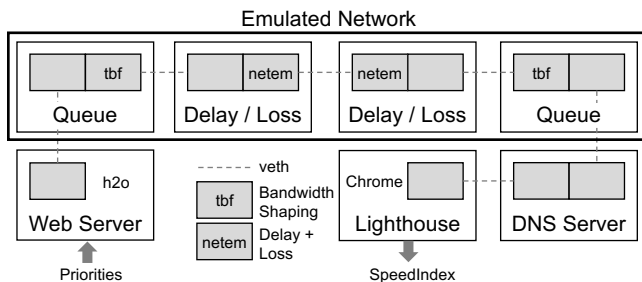 Emulated Network
tbf
netem
netem
tbf
Queue
Delay / Loss
Delay / Loss
Queue
h2o
Web Server
veth
tbf
Bandwidth
Shaping
netem
Delay +
Loss
Chrome
Lighthouse
DNS Server
Priorities
SpeedIndex